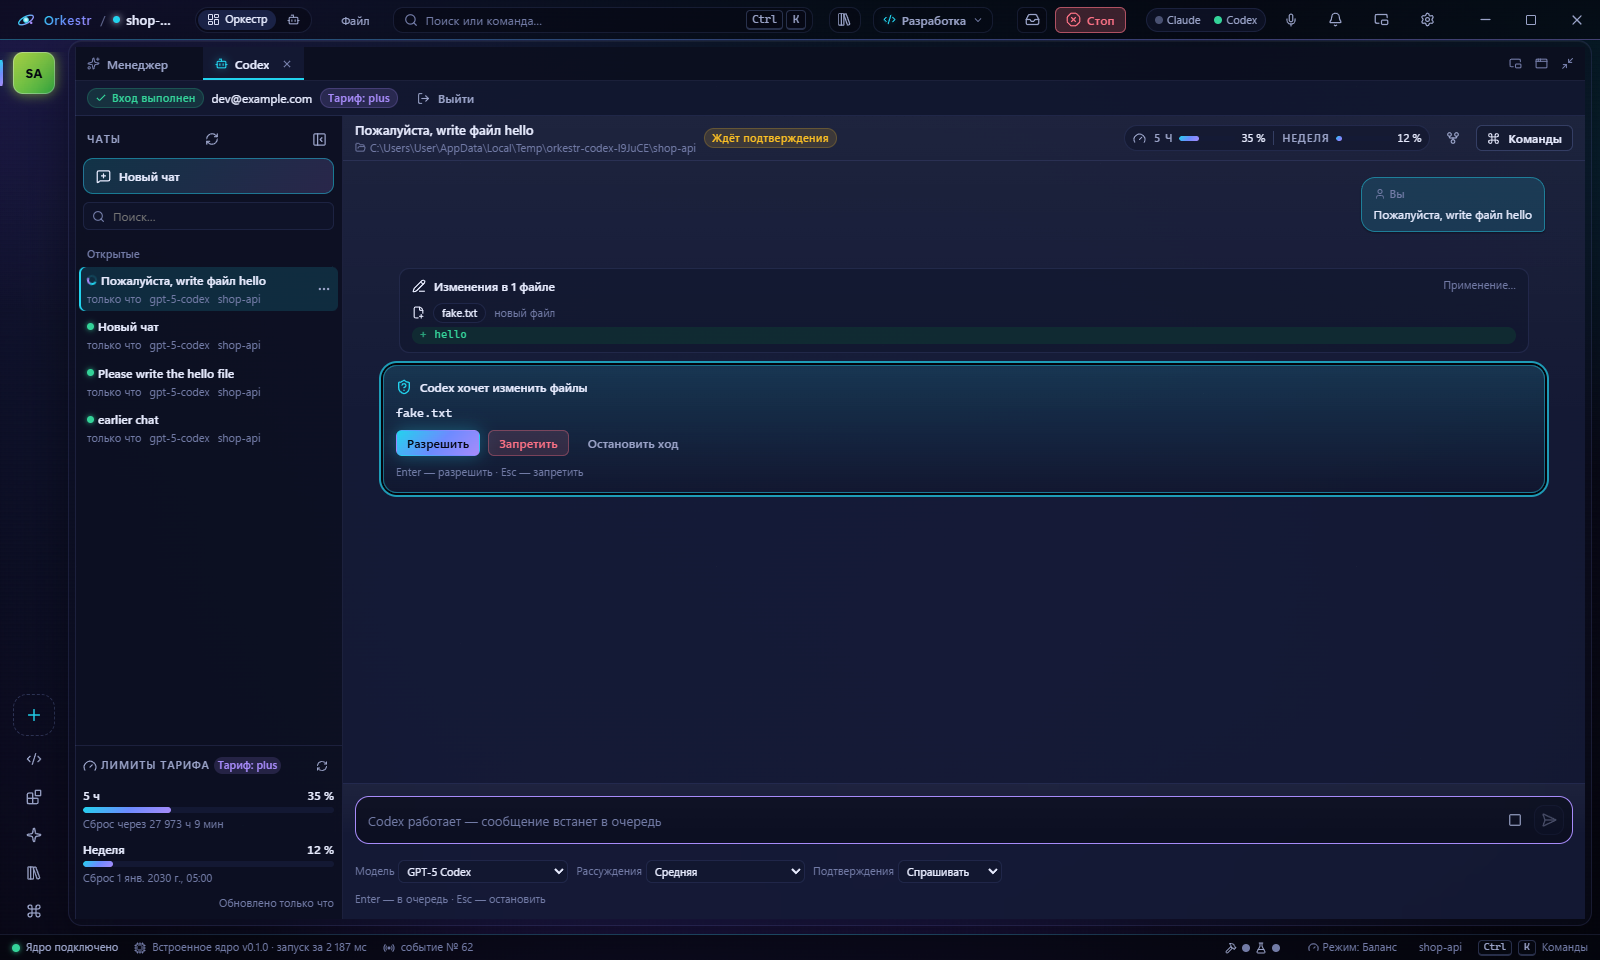 Orkestr / shop-...
Оркестр
Файл
Поиск или команда...
Ctrl K
Разработка
Стоп
Claude
Codex
SA
Менеджер
Codex
Вход выполнен
dev@example.com
Тариф: plus
Выйти
ЧАТЫ
Новый чат
Поиск...
Открытые
Пожалуйста, write файл hello
только что gpt-5-codex shop-api
Новый чат
только что gpt-5-codex shop-api
Please write the hello file
только что gpt-5-codex shop-api
earlier chat
только что gpt-5-codex shop-api
ЛИМИТЫ ТАРИФА Тариф: plus
5 ч 35 %
Сброс через 27 973 ч 9 мин
Неделя 12 %
Сброс 1 янв. 2030 г., 05:00
Обновлено только что
Пожалуйста, write файл hello
C:\Users\User\AppData\Local\Temp\orkestr-codex-I9JuCE\shop-api
Ждёт подтверждения
5 Ч 35 %
НЕДЕЛЯ 12 %
Команды
Вы
Пожалуйста, write файл hello
Изменения в 1 файле
Применение...
fake.txt новый файл
+ hello
Codex хочет изменить файлы
fake.txt
Разрешить Запретить Остановить ход
Enter — разрешить · Esc — запретить
Codex работает — сообщение встанет в очередь
Модель GPT-5 Codex Рассуждения Средняя Подтверждения Спрашивать
Enter — в очередь · Esc — остановить
Ядро подключено
Встроенное ядро v0.1.0 · запуск за 2 187 мс
событие № 62
Режим: Баланс
shop-api
Ctrl K Команды